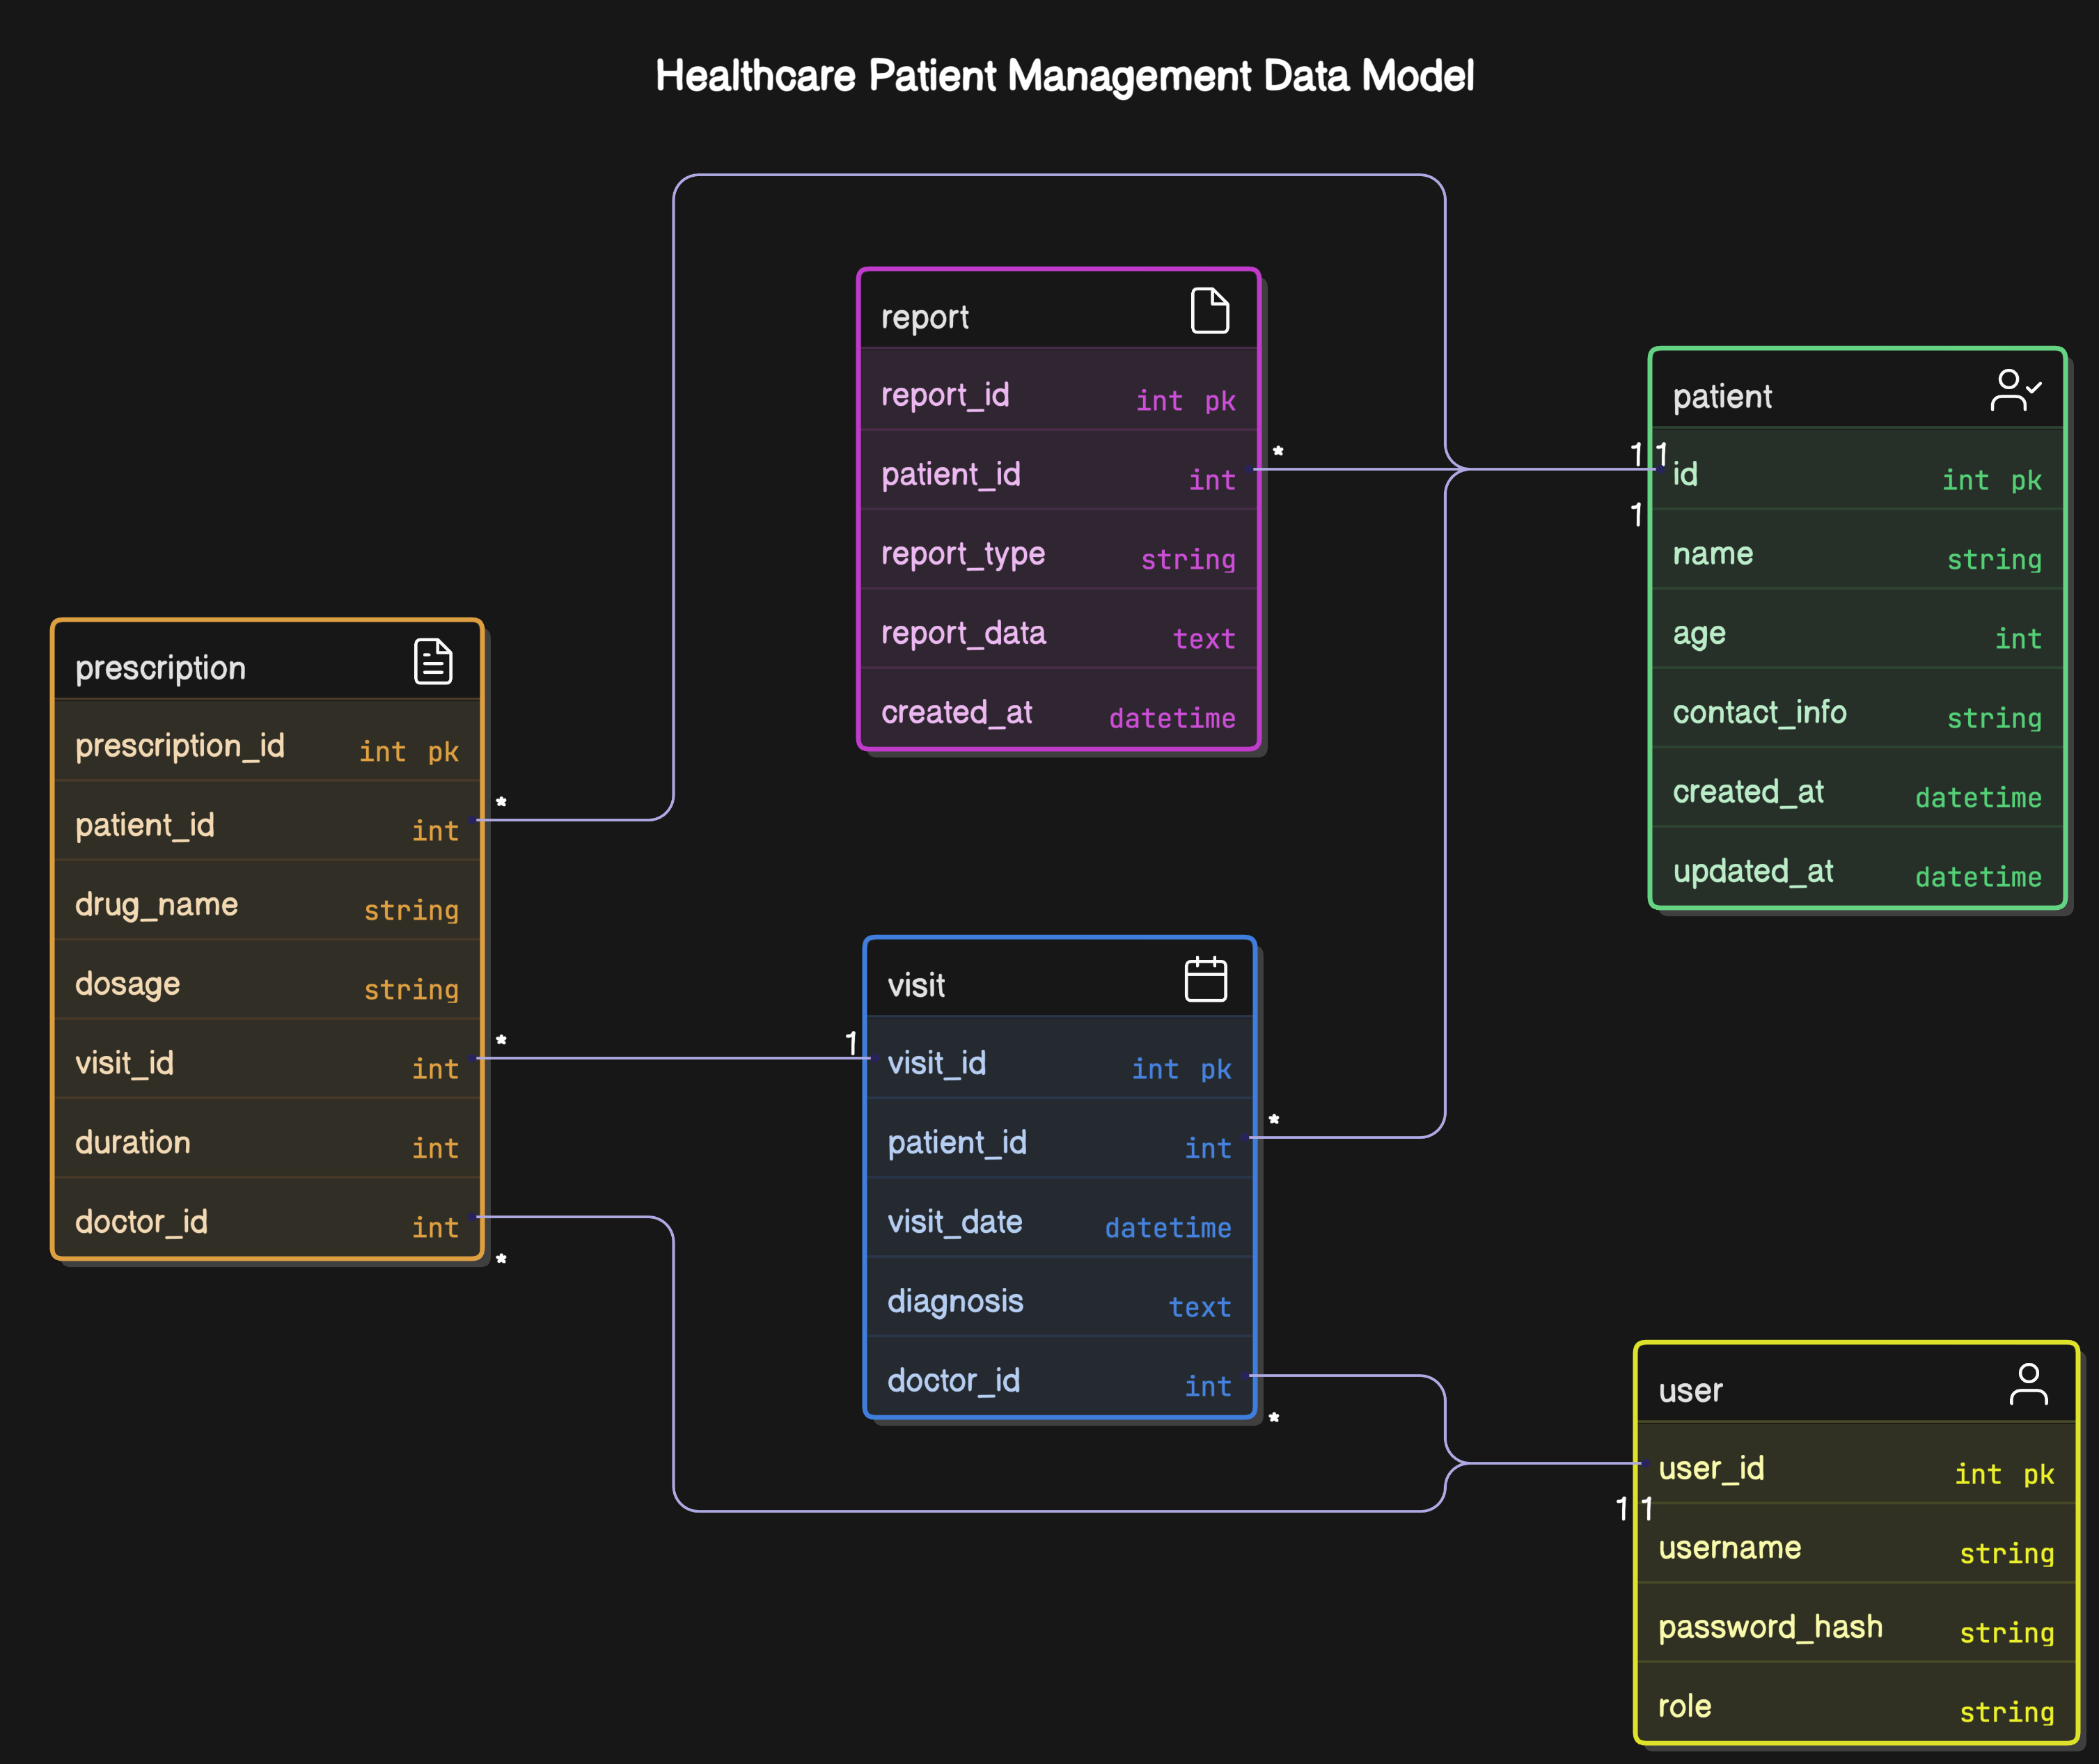 Healthcare Patient Management Data Model
report
report_id int pk
patient_id int
report_type string
report_data text
created_at datetime
*
patient
id int pk
name string
age int
contact_info string
created_at datetime
updated_at datetime
1 1
1
prescription
prescription_id int pk
patient_id int
drug_name string
dosage string
visit_id int
duration int
doctor_id int
*
*
*
visit
visit_id int pk
patient_id int
visit_date datetime
diagnosis text
doctor_id int
1
*
*
user
user_id int pk
username string
password_hash string
role string
1 1